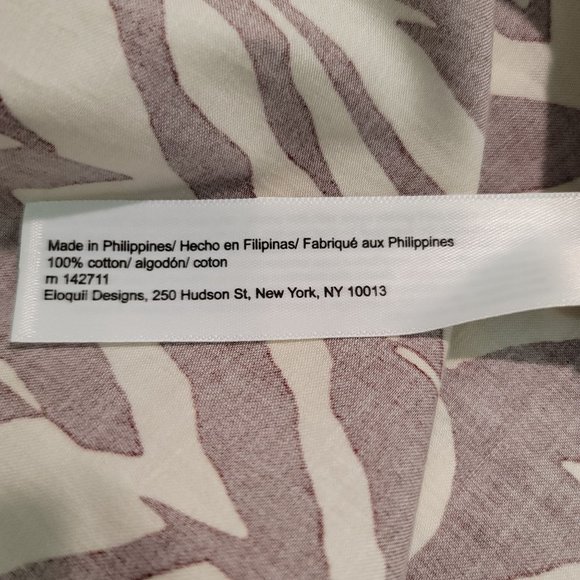 Made in Philippines/ Hecho en Filipinas/ Fabriqué aux Philippines
100% cotton/ algodón/ coton
m 142711
Eloquii Designs, 250 Hudson St, New York, NY 10013